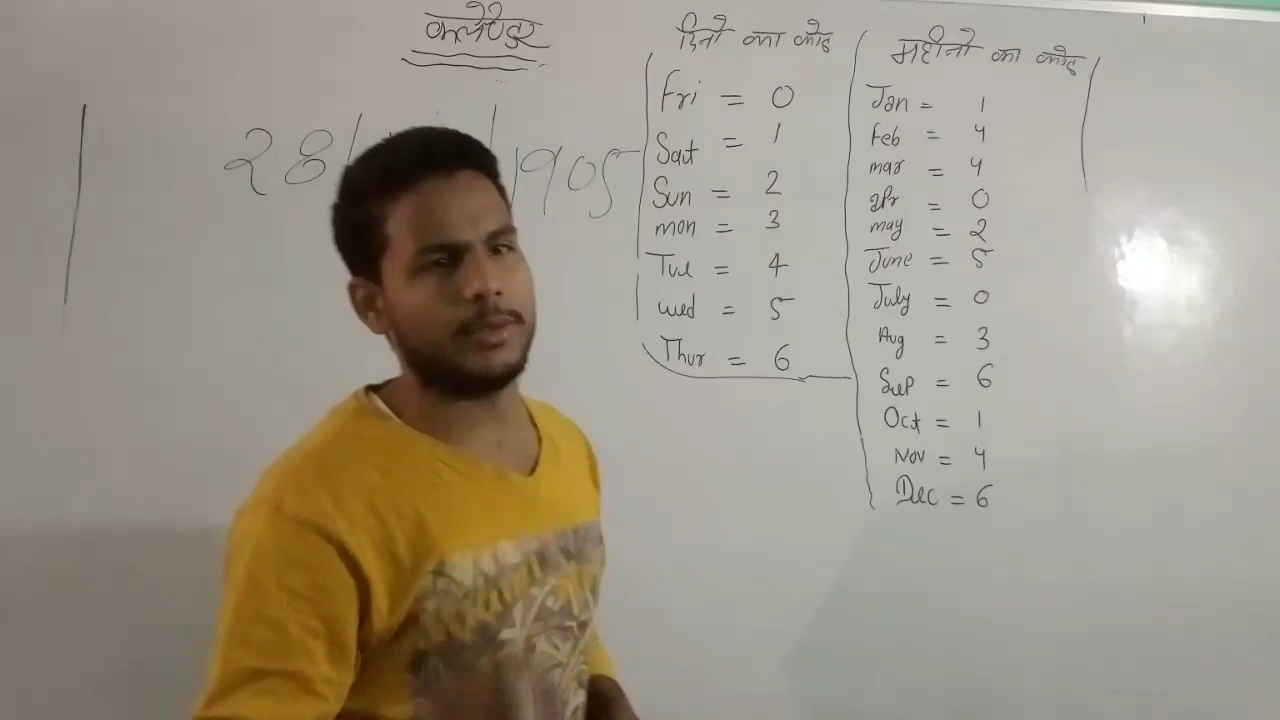 कलेण्डर
28/ 1905
दिनो का कोड
Fri = 0
Sat = 1
Sun = 2
mon = 3
Tue = 4
wed = 5
Thur = 6
महीनो का कोड
Jan = 1
Feb = 4
mar = 4
apr = 0
may = 2
June = 5
July = 0
Aug = 3
Sep = 6
Oct = 1
Nov = 4
Dec = 6